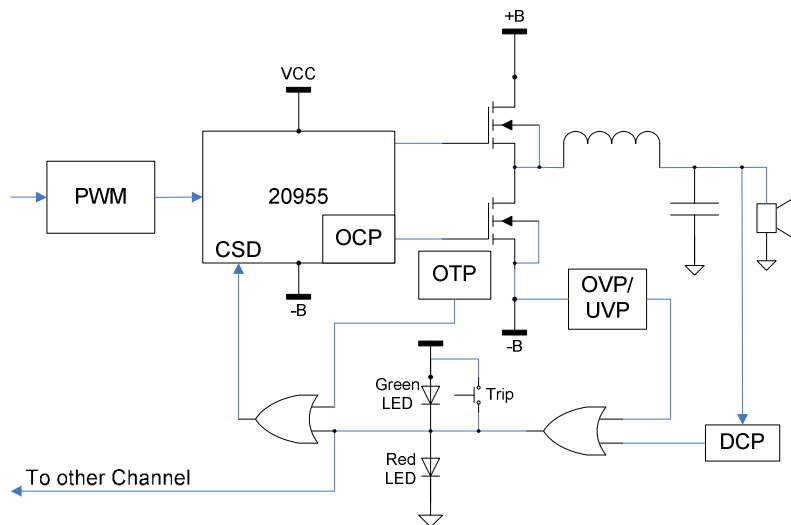 +B
VCC
PWM
20955
OCP
CSD
OTP
-B
OVP/
UVP
-B
Green
LED
Trip
DCP
Red
LED
To other Channel